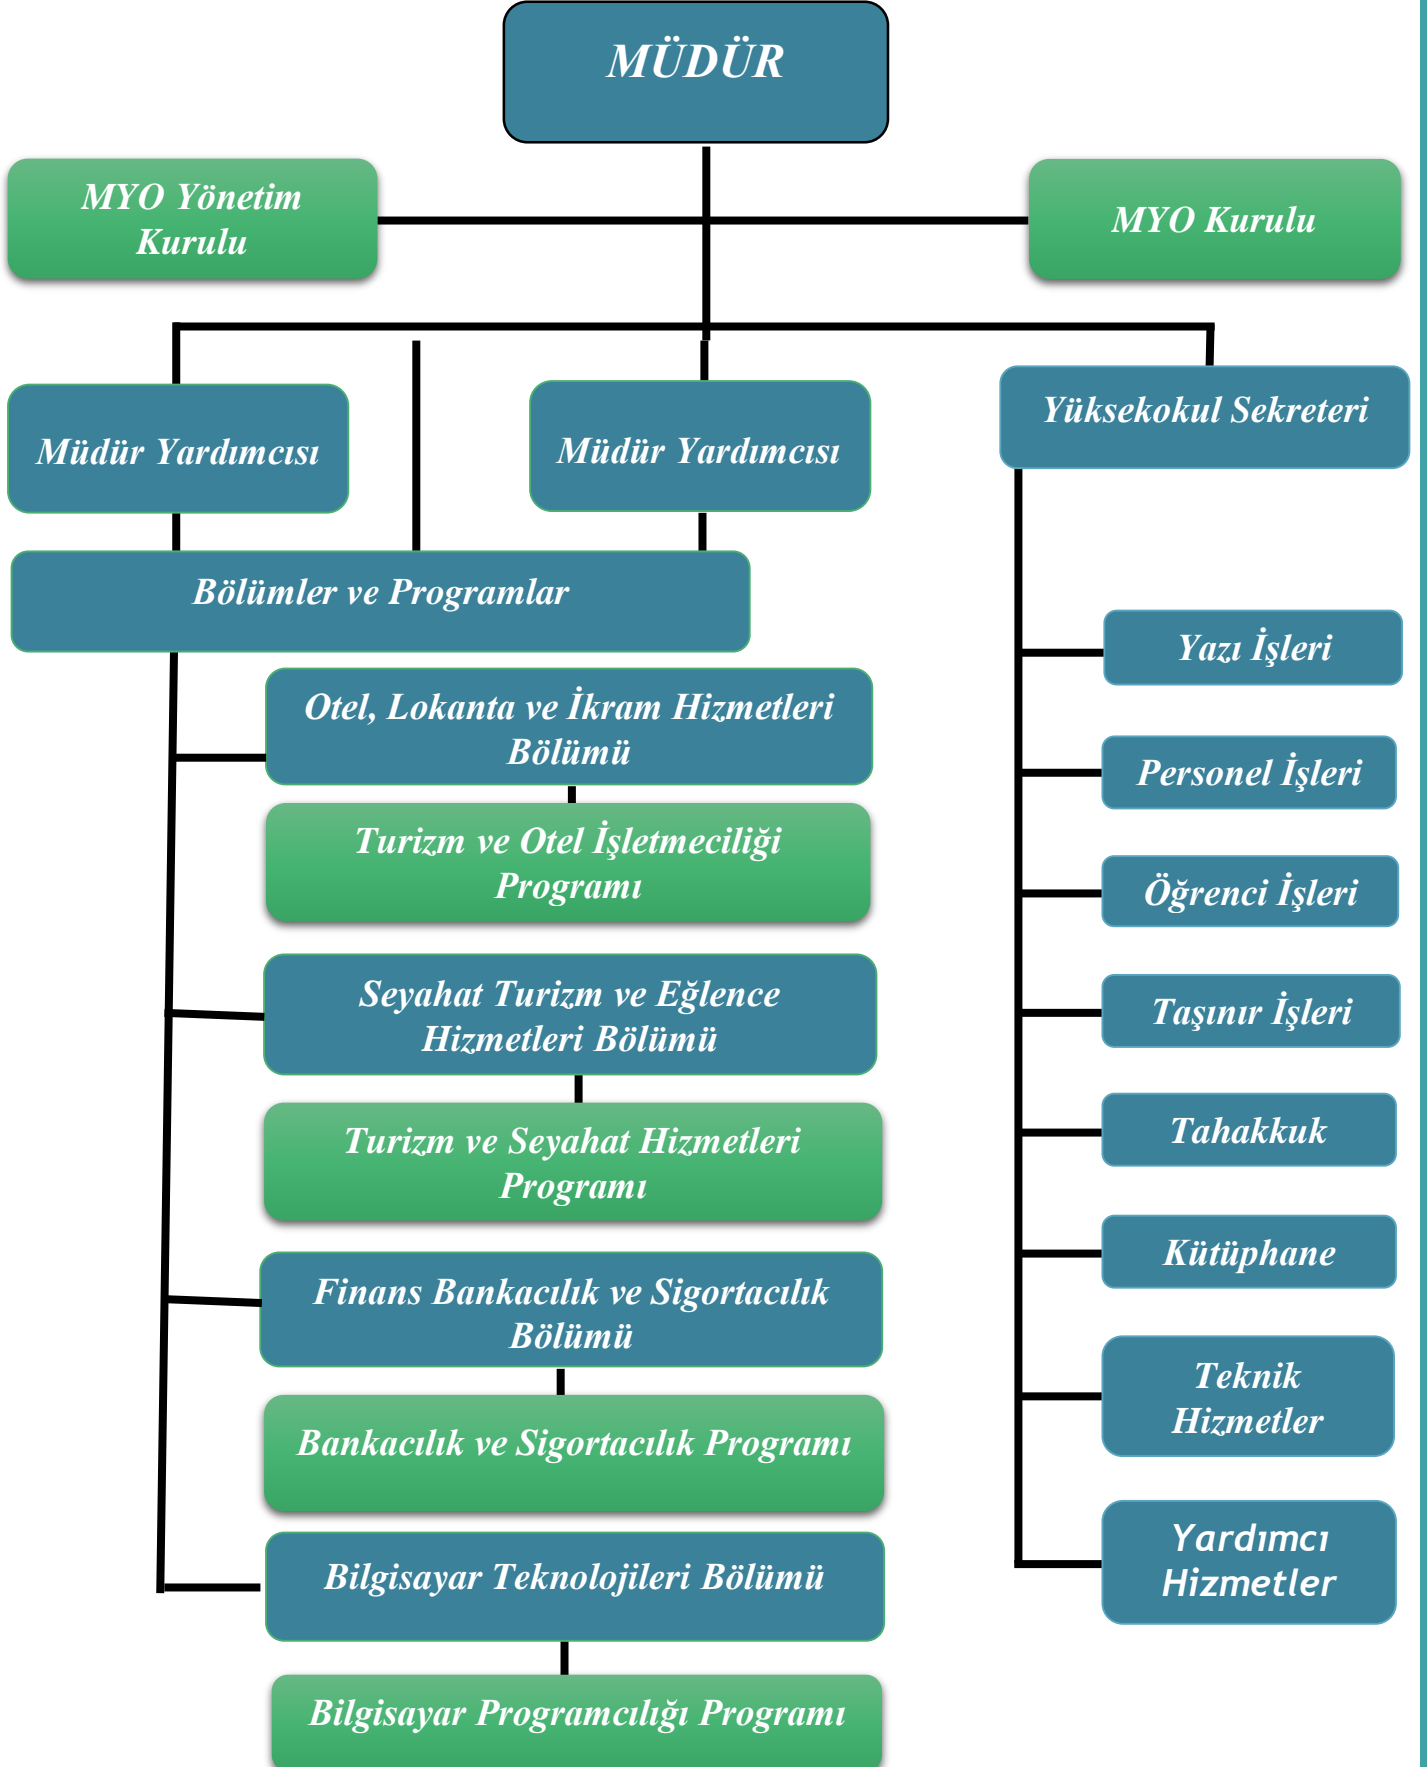 MÜDÜR
MYO Yönetim
Kurulu
MYO Kurulu
Müdür Yardımcısı
Müdür Yardımcısı
Yüksekokul Sekreteri
Bölümler ve Programlar
Otel, Lokanta ve İkram Hizmetleri
Bölümü
Turizm ve Otel İşletmeciliği
Programı
Seyahat Turizm ve Eğlence
Hizmetleri Bölümü
Turizm ve Seyahat Hizmetleri
Programı
Finans Bankacılık ve Sigortacılık
Bölümü
Bankacılık ve Sigortacılık Programı
Bilgisayar Teknolojileri Bölümü
Bilgisayar Programcılığı Programı
Yazı İşleri
Personel İşleri
Öğrenci İşleri
Taşınır İşleri
Tahakkuk
Kütüphane
Teknik
Hizmetler
Yardımcı
Hizmetler